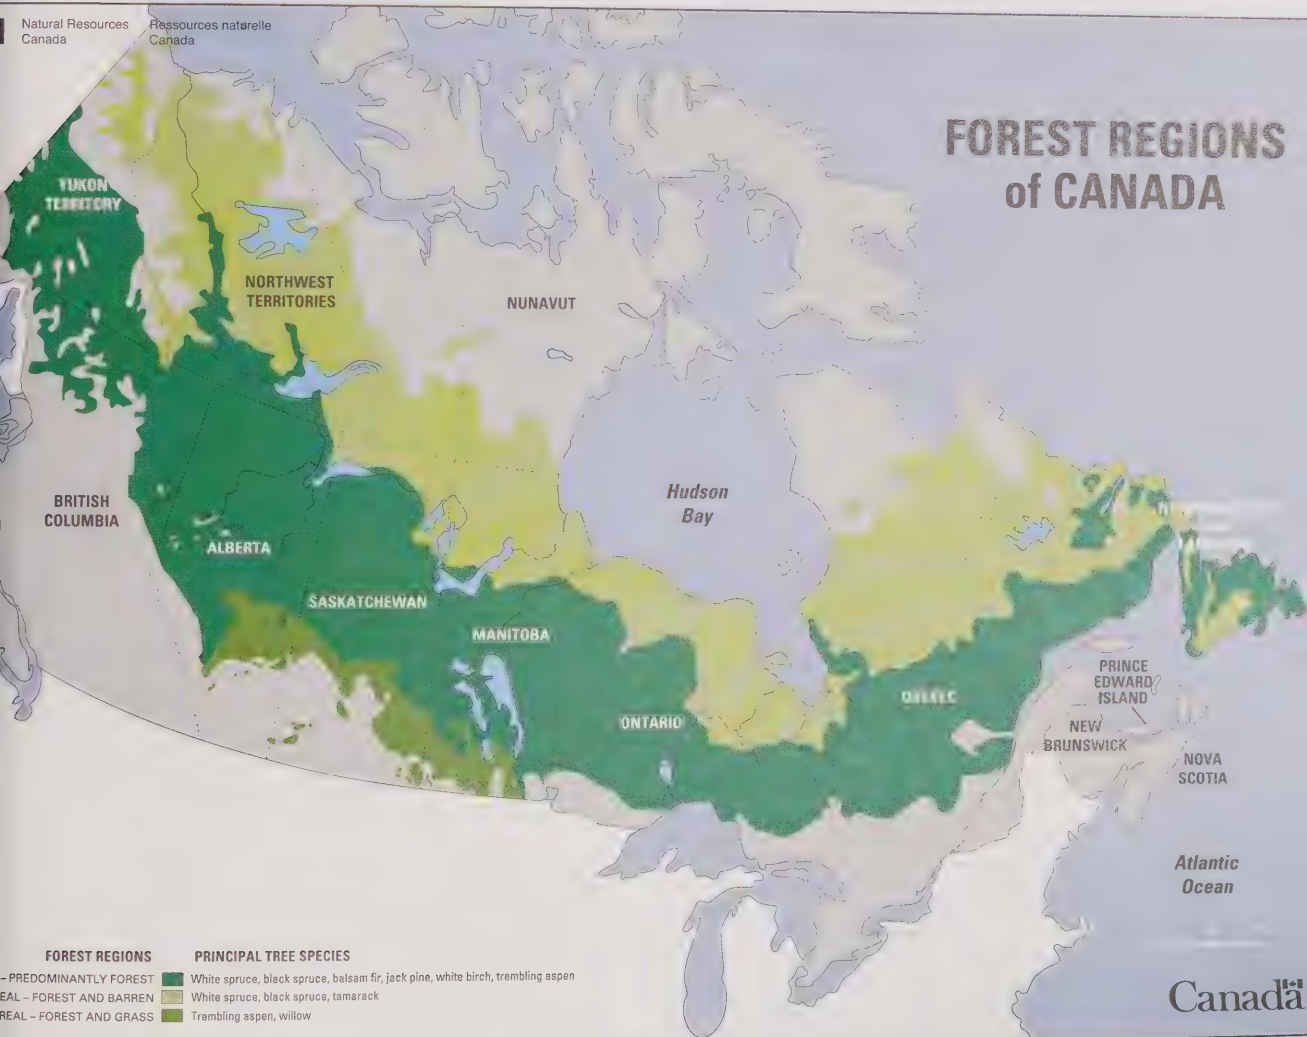 Natural Resources
Canada
Ressources naturelle
Canada
FOREST REGIONS
of CANADA
YUKON
TERRITORY
NORTHWEST
TERRITORIES
NUNAVUT
BRITISH
COLUMBIA
Hudson
Bay
ALBERTA
SASKATCHEWAN
MANITOBA
ONTARIO
QUEBEC
PRINCE
EDWARD
ISLAND
NEW
BRUNSWICK
NOVA
SCOTIA
Atlantic
Ocean
FOREST REGIONS
PRINCIPAL TREE SPECIES
– PREDOMINANTLY FOREST
White spruce, black spruce, balsam fir, jack pine, white birch, trembling aspen
EAL – FOREST AND BARREN
White spruce, black spruce, tamarack
REAL – FOREST AND GRASS
Trembling aspen, willow
Canada